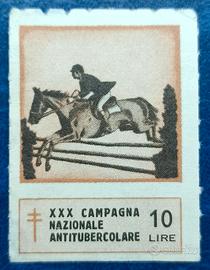 XXX CAMPAGNA
NAZIONALE
ANTITUBERCOLARE
10
LIRE